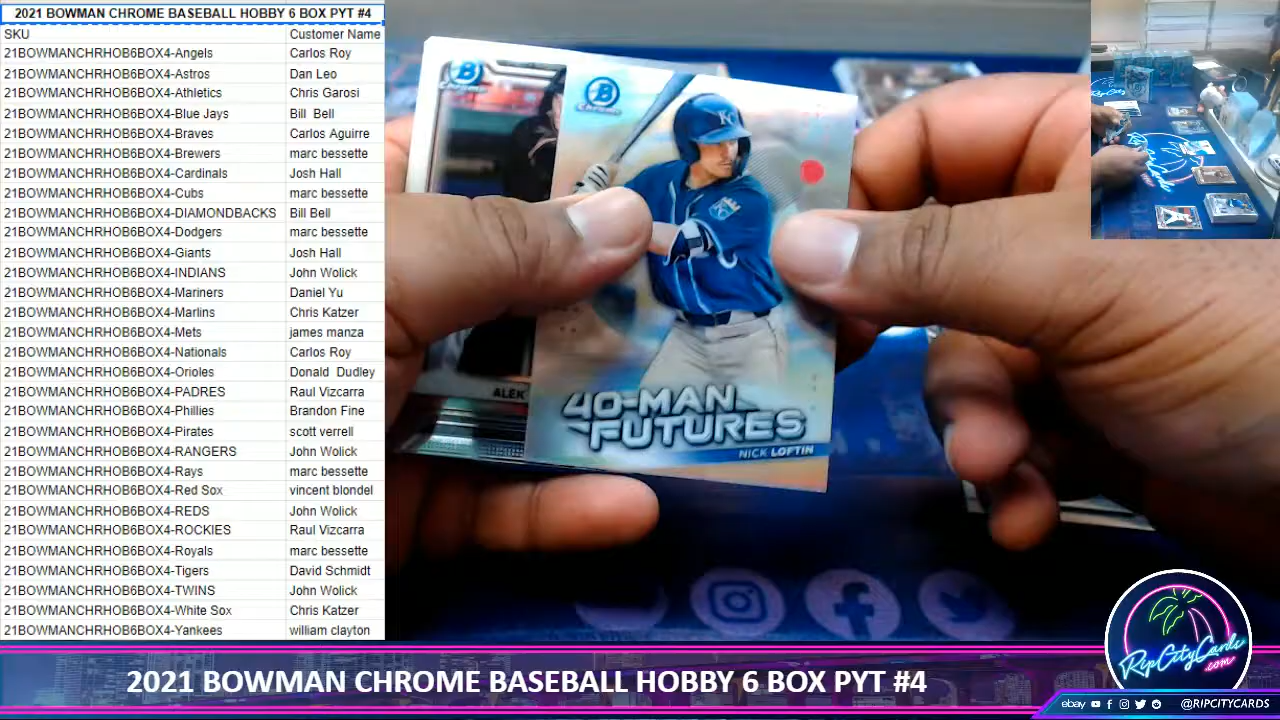 2021 BOWMAN CHROME BASEBALL HOBBY 6 BOX PYT #4
SKU Customer Name
21BOWMANCHRHOB6BOX4-Angels Carlos Roy
21BOWMANCHRHOB6BOX4-Astros Dan Leo
21BOWMANCHRHOB6BOX4-Athletics Chris Garosi
21BOWMANCHRHOB6BOX4-Blue Jays Bill Bell
21BOWMANCHRHOB6BOX4-Braves Carlos Aguirre
21BOWMANCHRHOB6BOX4-Brewers marc bessette
21BOWMANCHRHOB6BOX4-Cardinals Josh Hall
21BOWMANCHRHOB6BOX4-Cubs marc bessette
21BOWMANCHRHOB6BOX4-DIAMONDBACKS Bill Bell
21BOWMANCHRHOB6BOX4-Dodgers marc bessette
21BOWMANCHRHOB6BOX4-Giants Josh Hall
21BOWMANCHRHOB6BOX4-INDIANS John Wolick
21BOWMANCHRHOB6BOX4-Mariners Daniel Yu
21BOWMANCHRHOB6BOX4-Marlins Chris Katzer
21BOWMANCHRHOB6BOX4-Mets james manza
21BOWMANCHRHOB6BOX4-Nationals Carlos Roy
21BOWMANCHRHOB6BOX4-Orioles Donald Dudley
21BOWMANCHRHOB6BOX4-PADRES Raul Vizcarra
21BOWMANCHRHOB6BOX4-Phillies Brandon Fine
21BOWMANCHRHOB6BOX4-Pirates scott verrell
21BOWMANCHRHOB6BOX4-RANGERS John Wolick
21BOWMANCHRHOB6BOX4-Rays marc bessette
21BOWMANCHRHOB6BOX4-Red Sox vincent blondel
21BOWMANCHRHOB6BOX4-REDS John Wolick
21BOWMANCHRHOB6BOX4-ROCKIES Raul Vizcarra
21BOWMANCHRHOB6BOX4-Royals marc bessette
21BOWMANCHRHOB6BOX4-Tigers David Schmidt
21BOWMANCHRHOB6BOX4-TWINS John Wolick
21BOWMANCHRHOB6BOX4-White Sox Chris Katzer
21BOWMANCHRHOB6BOX4-Yankees william clayton
B Chrome
B Chrome
KC
ALEK
40-MAN
FUTURES
NICK LOFTIN
RipCityCards
.com
2021 BOWMAN CHROME BASEBALL HOBBY 6 BOX PYT #4
ebay @RIPCITYCARDS